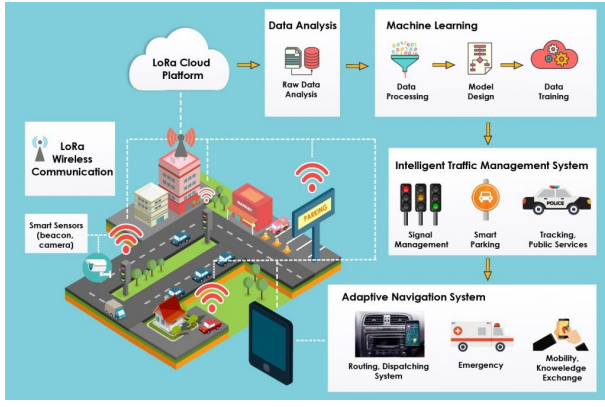 LoRa Cloud
Platform
Data Analysis
Raw Data
Analysis
Machine Learning
Data
Processing
Model
Design
Data
Training
LoRa
Wireless
Communication
Smart Sensors
(beacon,
camera)
PARKING
Intelligent Traffic Management System
Signal
Management
Smart
Parking
POLICE
Tracking,
Public Services
Adaptive Navigation System
Routing, Dispatching
System
Emergency
Mobility,
Knowleedge
Exchange